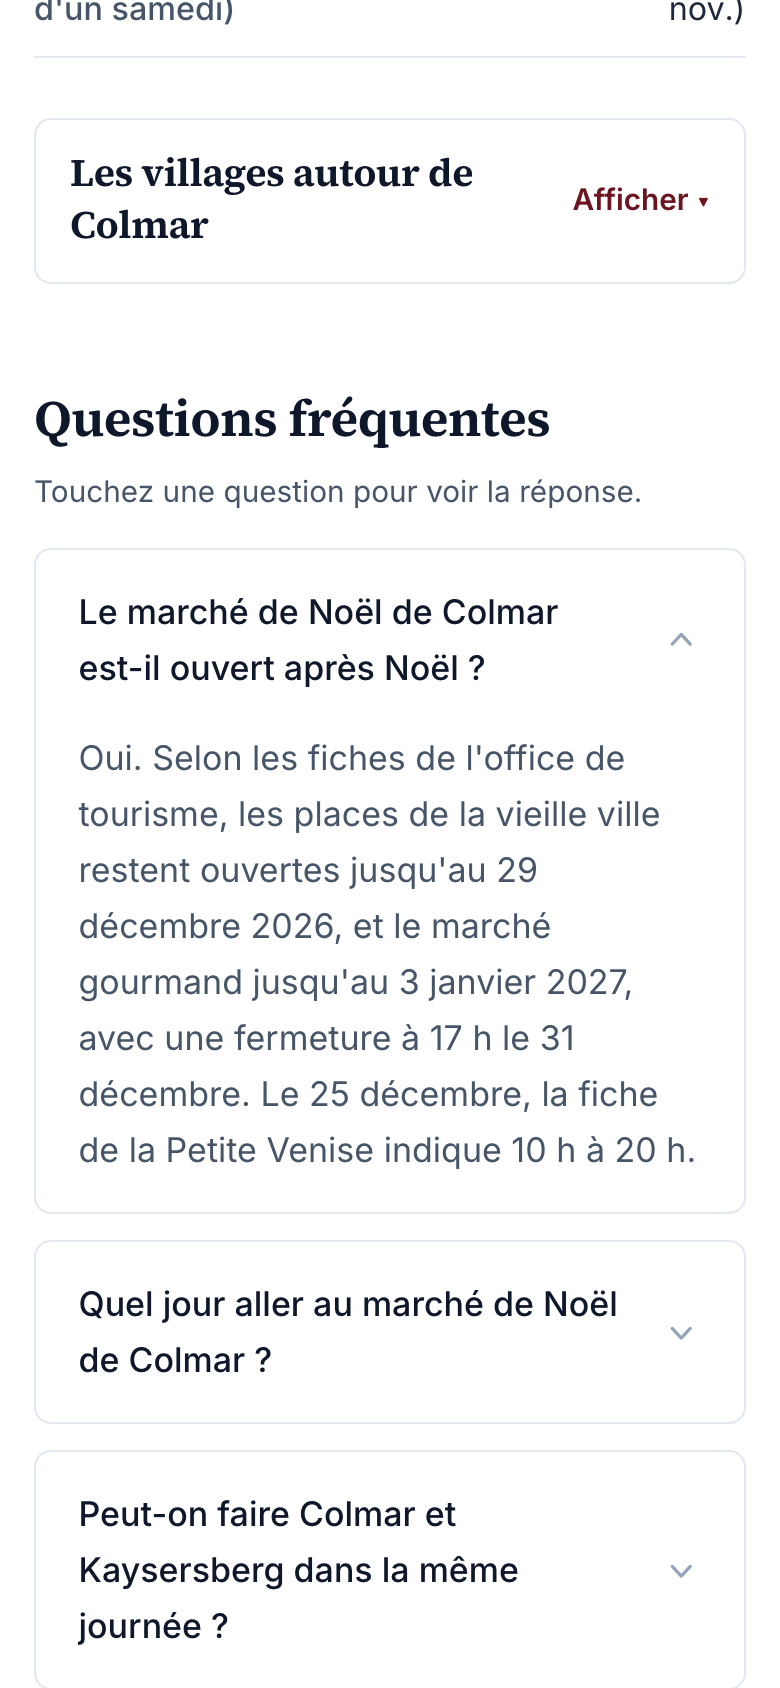 d'un samedi)
nov.)
Les villages autour de
Colmar
Afficher ▾
Questions fréquentes
Touchez une question pour voir la réponse.
Le marché de Noël de Colmar
est-il ouvert après Noël ?
Oui. Selon les fiches de l'office de
tourisme, les places de la vieille ville
restent ouvertes jusqu'au 29
décembre 2026, et le marché
gourmand jusqu'au 3 janvier 2027,
avec une fermeture à 17 h le 31
décembre. Le 25 décembre, la fiche
de la Petite Venise indique 10 h à 20 h.
Quel jour aller au marché de Noël
de Colmar ?
Peut-on faire Colmar et
Kaysersberg dans la même
journée ?